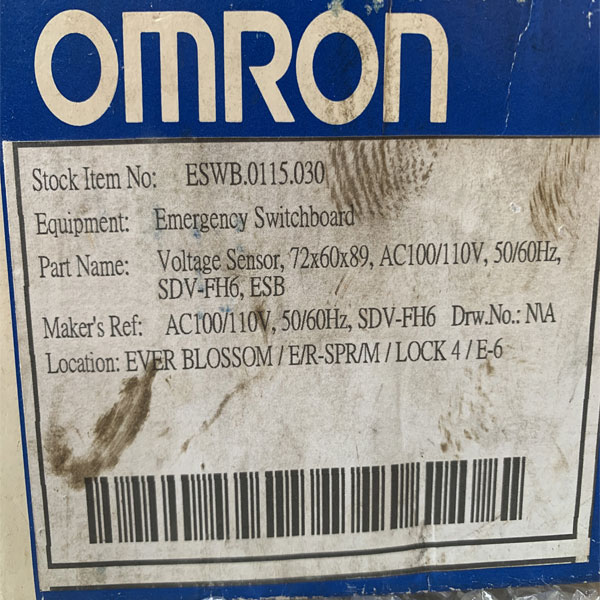 OMRON
Stock Item No: ESWB.0115.030
Equipment: Emergency Switchboard
Part Name: Voltage Sensor, 72x60x89, AC100/110V, 50/60Hz,
SDV-FH6, ESB
Maker's Ref: AC100/110V, 50/60Hz, SDV-FH6 Drw.No.: N\A
Location: EVER BLOSSOM / E/R-SPR/M / LOCK 4 / E-6